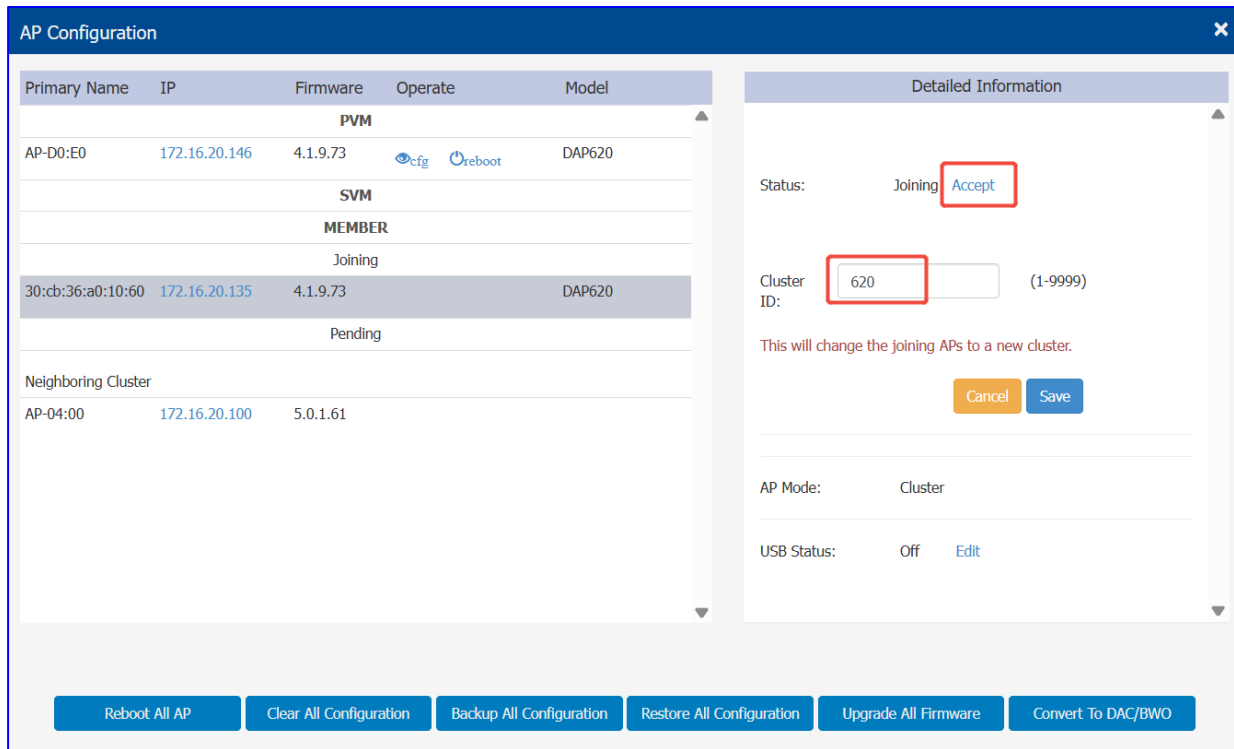 AP Configuration
Primary Name IP Firmware Operate Model
PVM
AP-D0:E0 172.16.20.146 4.1.9.73 cfg reboot DAP620
SVM
MEMBER
Joining
30:cb:36:a0:10:60 172.16.20.135 4.1.9.73 DAP620
Pending
Neighboring Cluster
AP-04:00 172.16.20.100 5.0.1.61
Detailed Information
Status: Joining Accept
Cluster ID: 620 (1-9999)
This will change the joining APs to a new cluster.
Cancel Save
AP Mode: Cluster
USB Status: Off Edit
Reboot All AP Clear All Configuration Backup All Configuration Restore All Configuration Upgrade All Firmware Convert To DAC/BWO